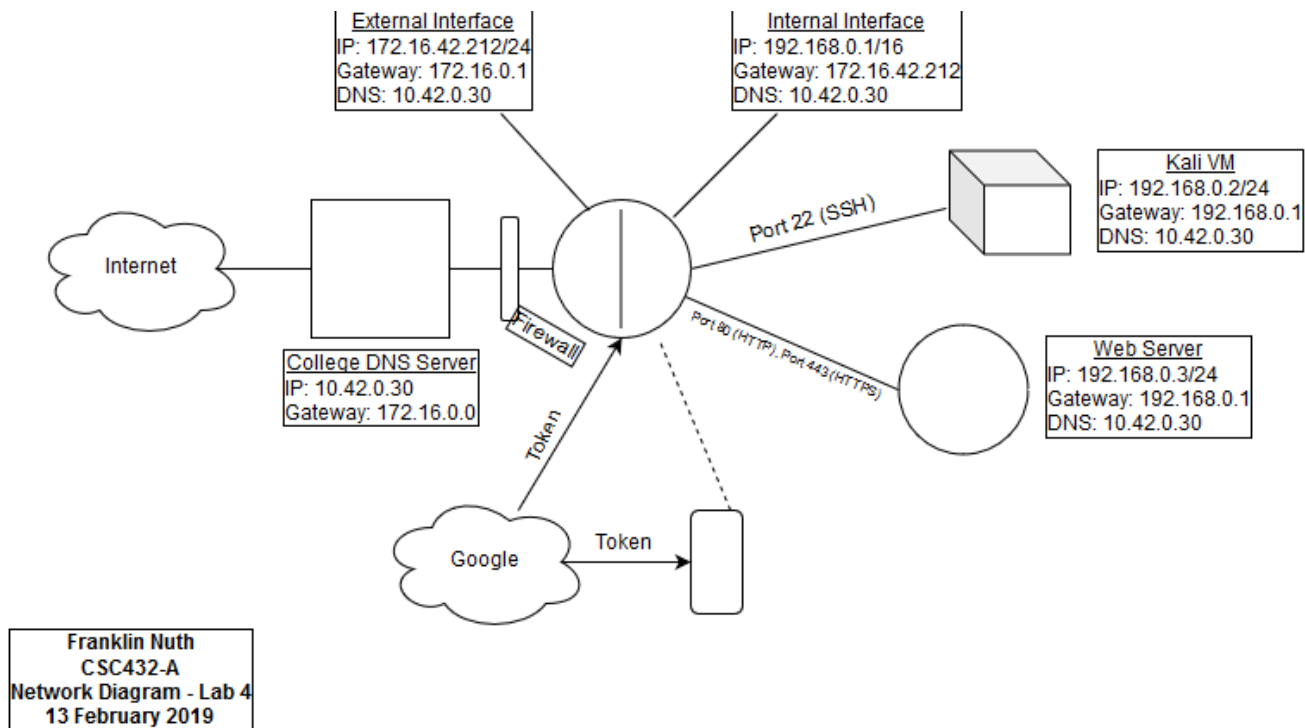 External Interface
IP: 172.16.42.212/24
Gateway: 172.16.0.1
DNS: 10.42.0.30
Internal Interface
IP: 192.168.0.1/16
Gateway: 172.16.42.212
DNS: 10.42.0.30
Kali VM
IP: 192.168.0.2/24
Gateway: 192.168.0.1
DNS: 10.42.0.30
Port 22 (SSH)
Internet
Firewall
Port 80 (HTTP), Port 443 (HTTPS)
College DNS Server
IP: 10.42.0.30
Gateway: 172.16.0.0
Web Server
IP: 192.168.0.3/24
Gateway: 192.168.0.1
DNS: 10.42.0.30
Token
Google
Token
Franklin Nuth
CSC432-A
Network Diagram - Lab 4
13 February 2019